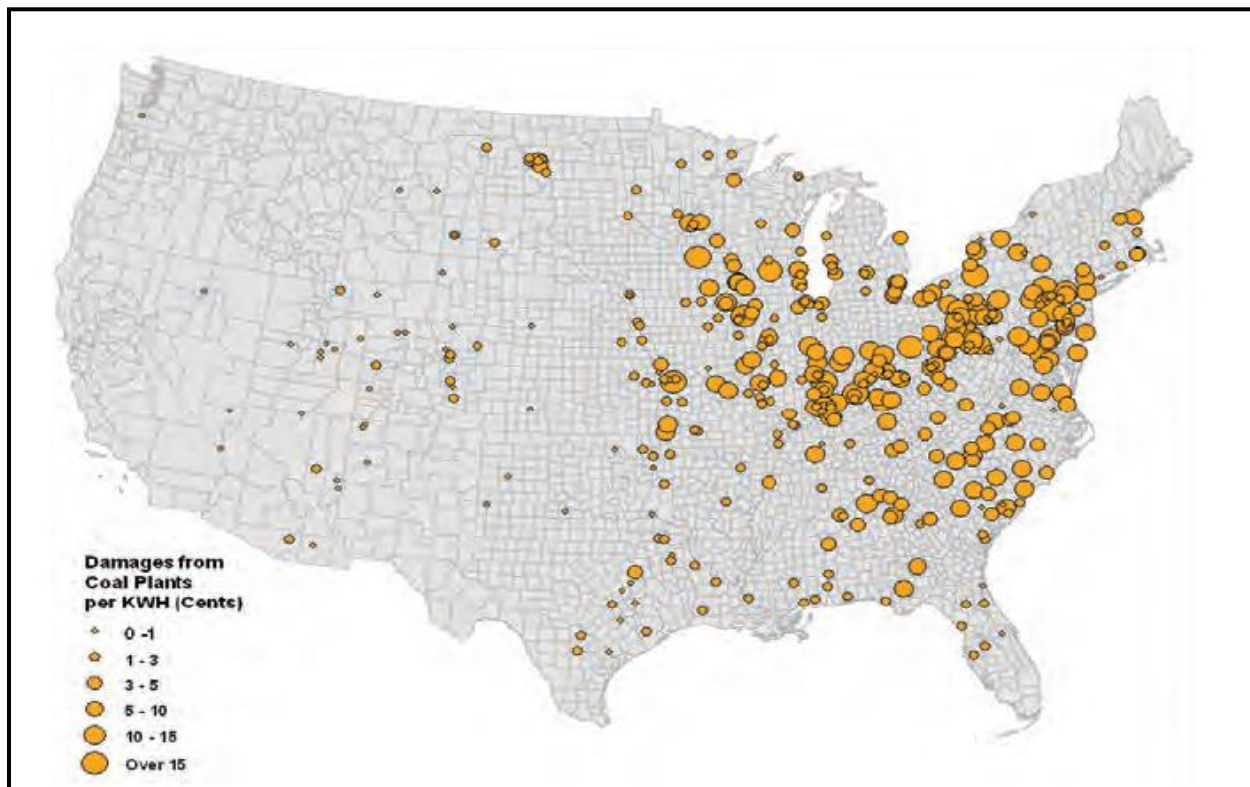 Damages from
Coal Plants
per KWH (Cents)
0 -1
1 - 3
3 - 5
5 - 10
10 - 15
Over 15